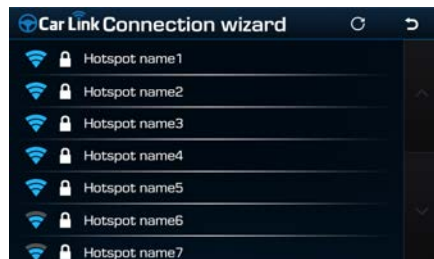 Car Link Connection wizard
Hotspot name1
Hotspot name2
Hotspot name3
Hotspot name4
Hotspot name5
Hotspot name6
Hotspot name7